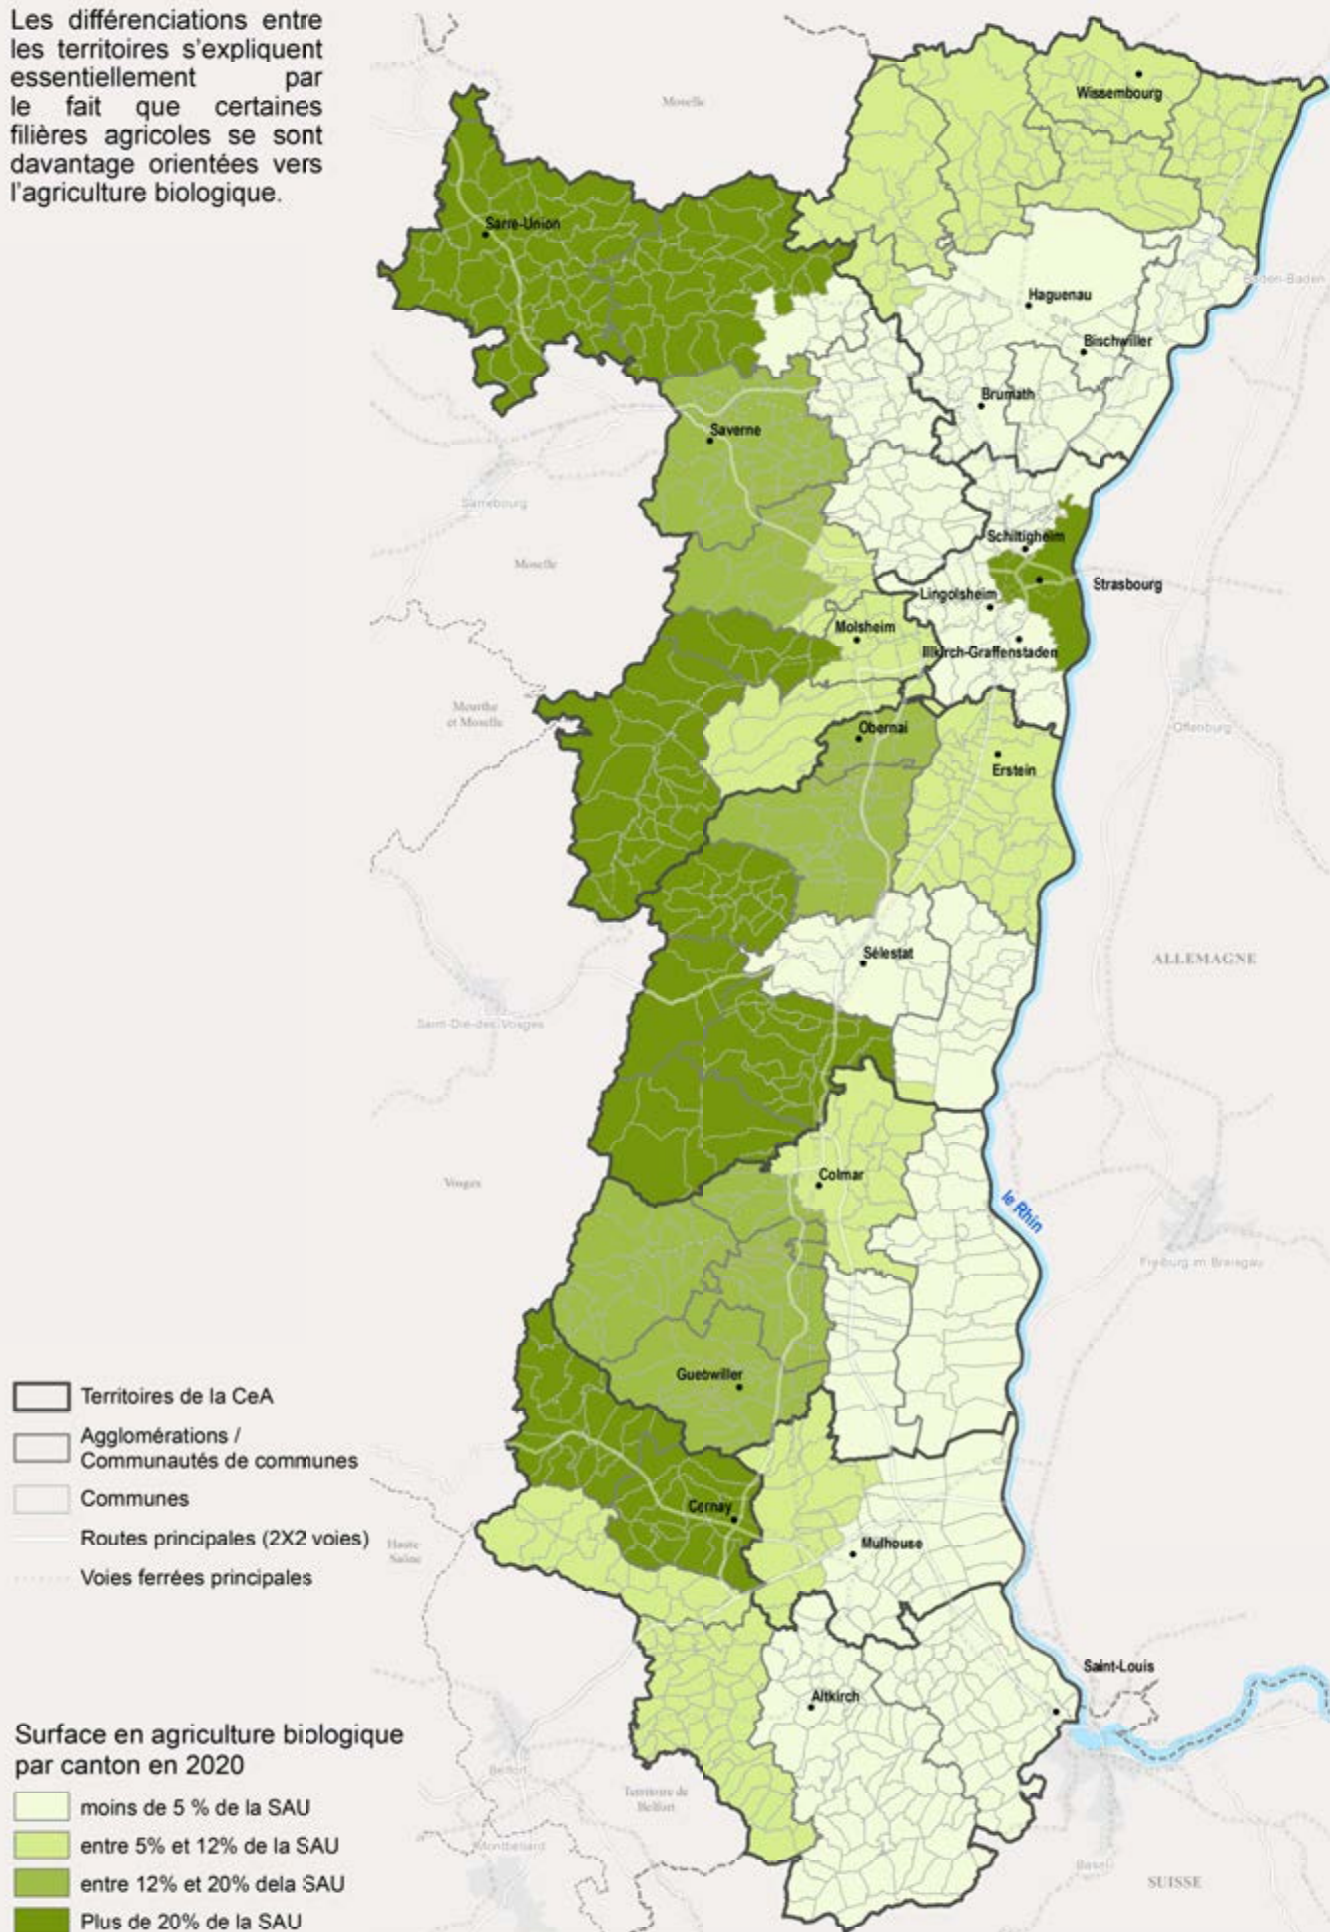 Les différenciations entre
les territoires s'expliquent
essentiellement par
le fait que certaines
filières agricoles se sont
davantage orientées vers
l'agriculture biologique.
Moselle
Wissembourg
Sarre-Union
Baden-Baden
Haguenau
Bischwiller
Brumath
Saverne
Sarrebourg
Schiltigheim
Moselle
Strasbourg
Lingolsheim
Molsheim
Illkirch-Graffenstaden
Meurthe
et Moselle
Offenburg
Obernai
Erstein
Sélestat
ALLEMAGNE
Saint-Dié-des-Vosges
Colmar
Vosges
le Rhin
Freiburg im Breisgau
Guebwiller
Territoires de la CeA
Agglomérations /
Communautés de communes
Communes
Cernay
Routes principales (2X2 voies)
Haute
Saône
Mulhouse
Voies ferrées principales
Saint-Louis
Altkirch
Surface en agriculture biologique
par canton en 2020
Belfort
Territoire de
Belfort
moins de 5 % de la SAU
entre 5% et 12% de la SAU
Montbéliard
Basel
entre 12% et 20% dela SAU
SUISSE
Plus de 20% de la SAU